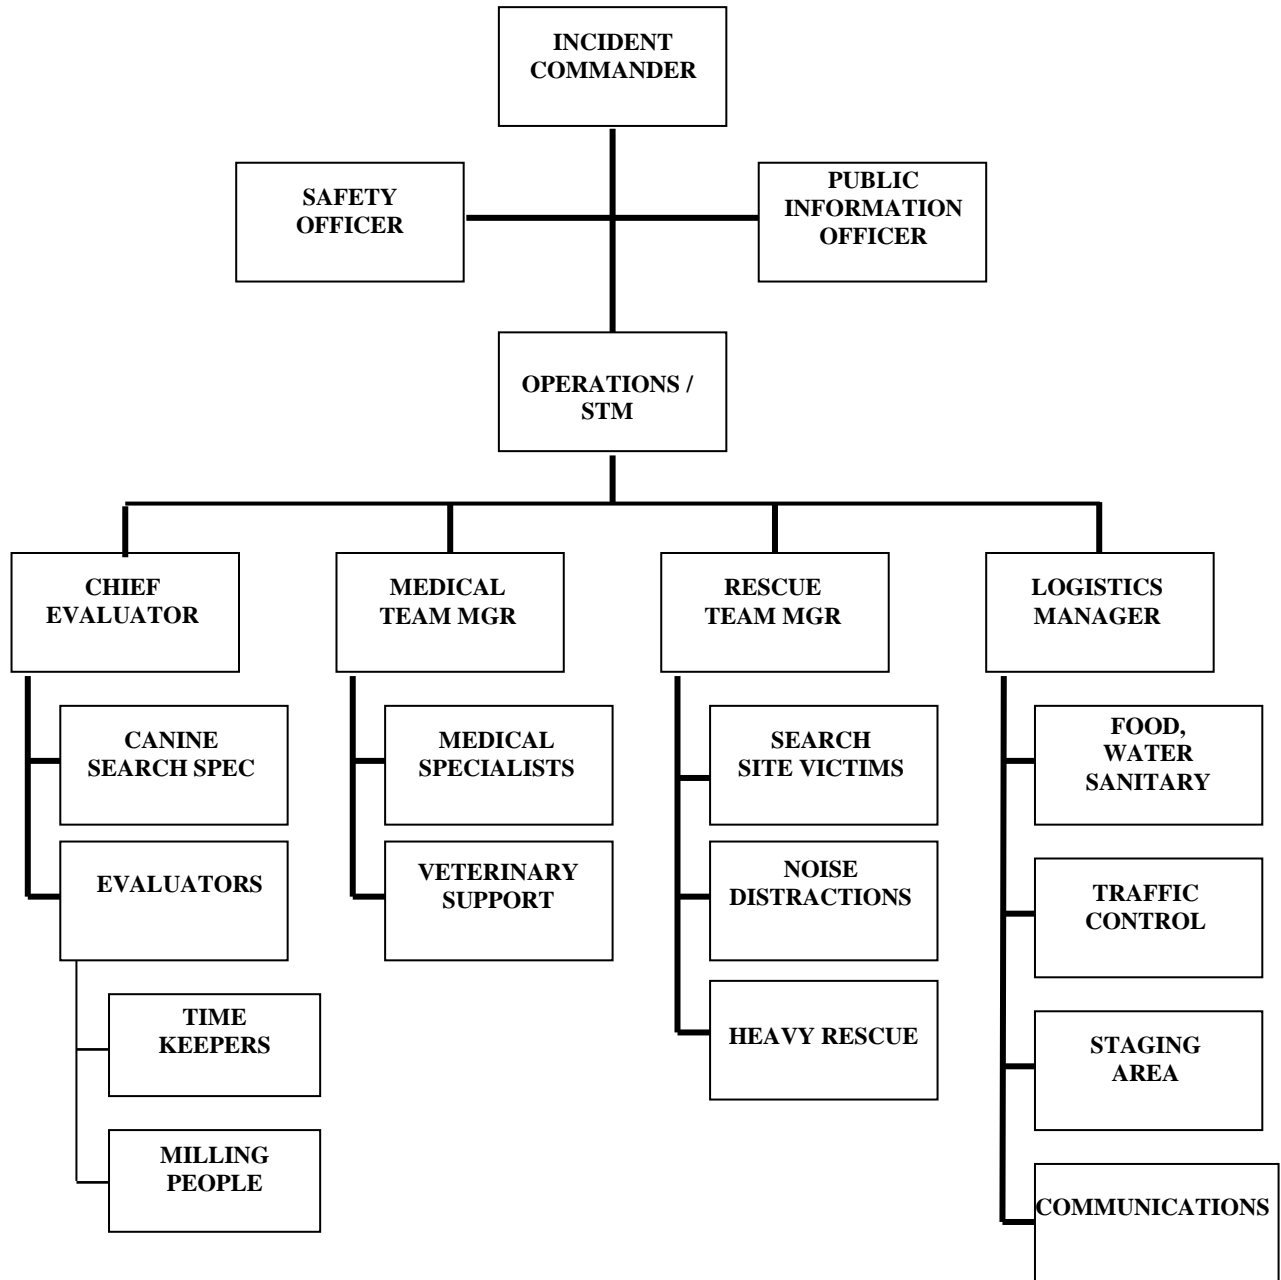 INCIDENT
COMMANDER
SAFETY
OFFICER
PUBLIC
INFORMATION
OFFICER
OPERATIONS /
STM
CHIEF
EVALUATOR
MEDICAL
TEAM MGR
RESCUE
TEAM MGR
LOGISTICS
MANAGER
CANINE
SEARCH SPEC
EVALUATORS
TIME
KEEPERS
MILLING
PEOPLE
MEDICAL
SPECIALISTS
VETERINARY
SUPPORT
SEARCH
SITE VICTIMS
NOISE
DISTRACTIONS
HEAVY RESCUE
FOOD,
WATER
SANITARY
TRAFFIC
CONTROL
STAGING
AREA
COMMUNICATIONS